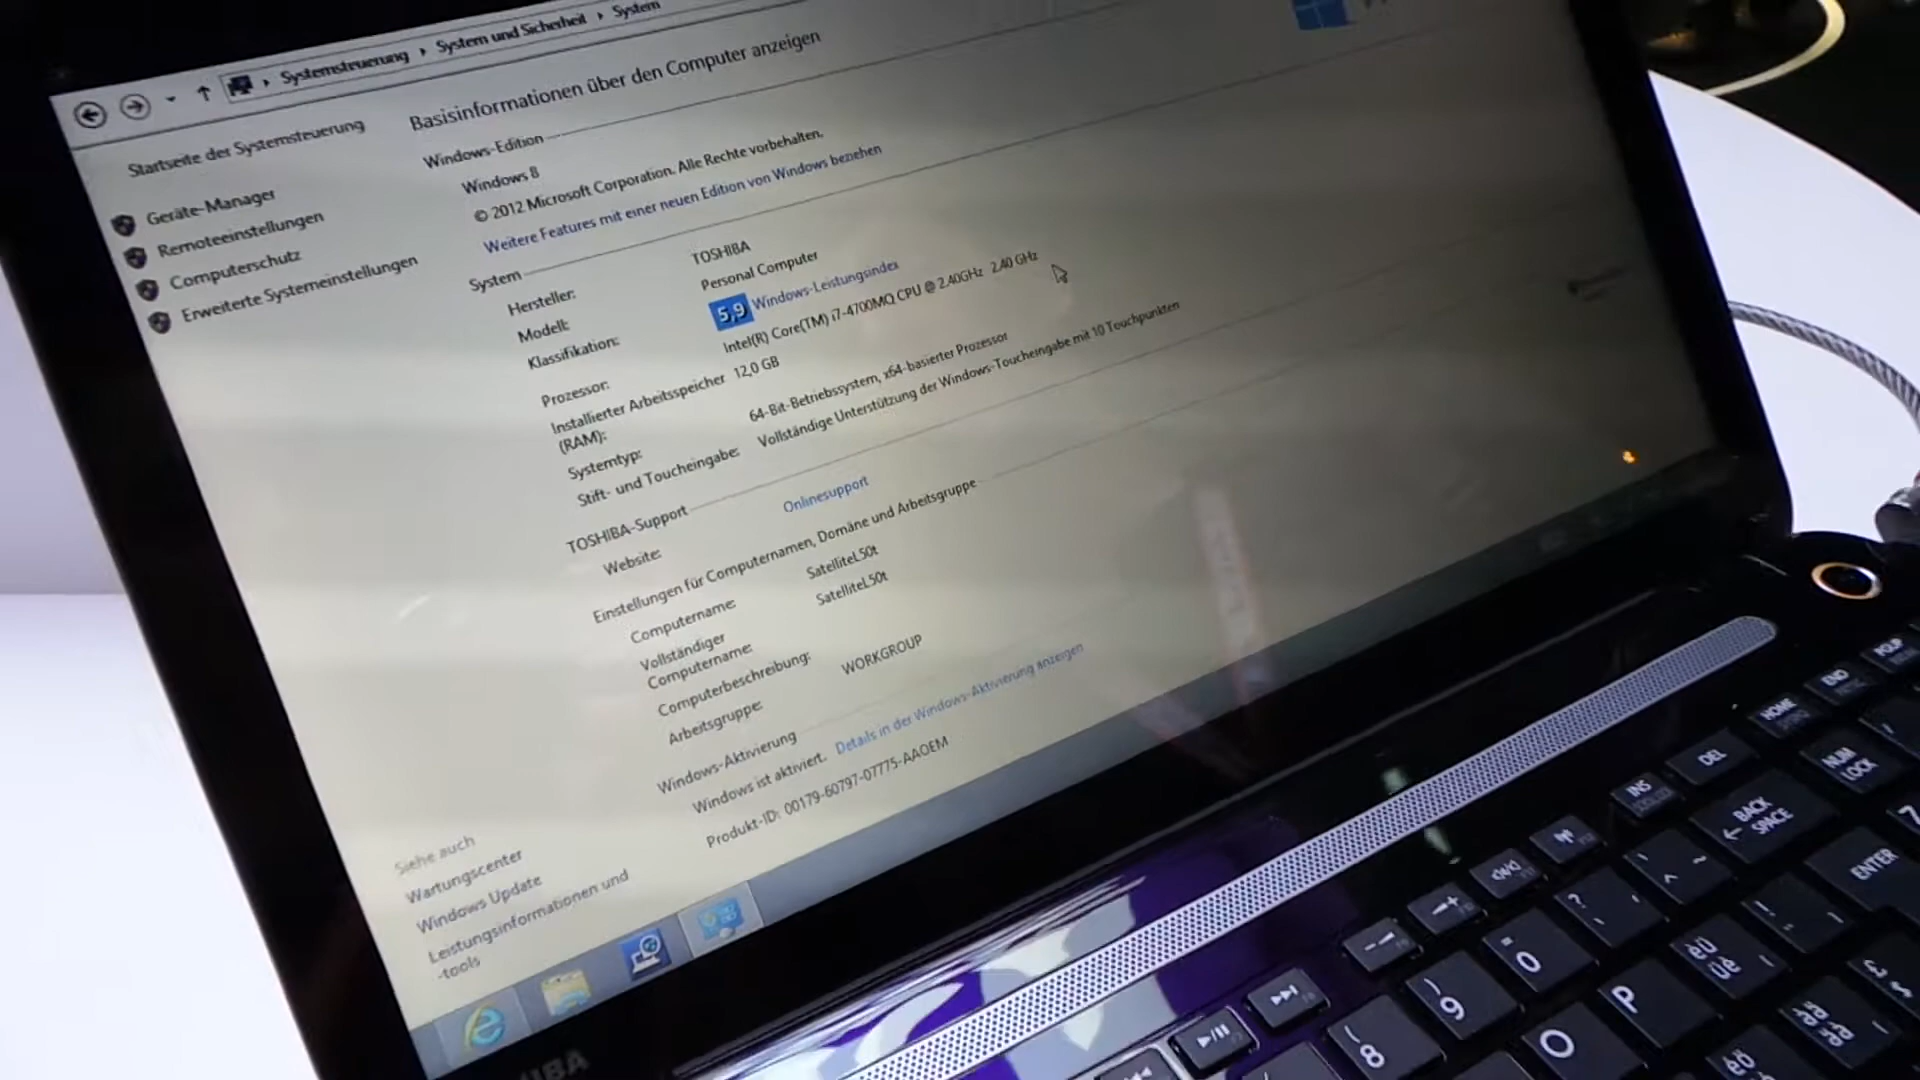 Systemsteuerung ▸ System und Sicherheit ▸ System
Startseite der Systemsteuerung
Geräte-Manager
Remoteeinstellungen
Computerschutz
Erweiterte Systemeinstellungen
Basisinformationen über den Computer anzeigen
Windows-Edition
Windows 8
© 2012 Microsoft Corporation. Alle Rechte vorbehalten.
Weitere Features mit einer neuen Edition von Windows beziehen
System
Hersteller: TOSHIBA
Modell: Personal Computer
Klassifikation: 5,9 Windows-Leistungsindex
Prozessor: Intel(R) Core(TM) i7-4700MQ CPU @ 2.40GHz 2.40 GHz
Installierter Arbeitsspeicher 12,0 GB
(RAM):
Systemtyp: 64-Bit-Betriebssystem, x64-basierter Prozessor
Stift- und Toucheingabe: Vollständige Unterstützung der Windows-Toucheingabe mit 10 Touchpunkten
TOSHIBA-Support
Website: Onlinesupport
Einstellungen für Computernamen, Domäne und Arbeitsgruppe
Computername: SatelliteL50t
Vollständiger SatelliteL50t
Computername:
Computerbeschreibung:
Arbeitsgruppe: WORKGROUP
Windows-Aktivierung
Windows ist aktiviert. Details in der Windows-Aktivierung anzeigen
Produkt-ID: 00179-60797-07775-AAOEM
Siehe auch
Wartungscenter
Windows Update
Leistungsinformationen und
-tools
PGUP
END
HOME
NUM
LOCK
DEL
INS
BACK
SPACE
ENTER
7
? '
^ ~
! ¨
= 0
) 9
( 8
è ü
P
O
ö é
ä à
£ $